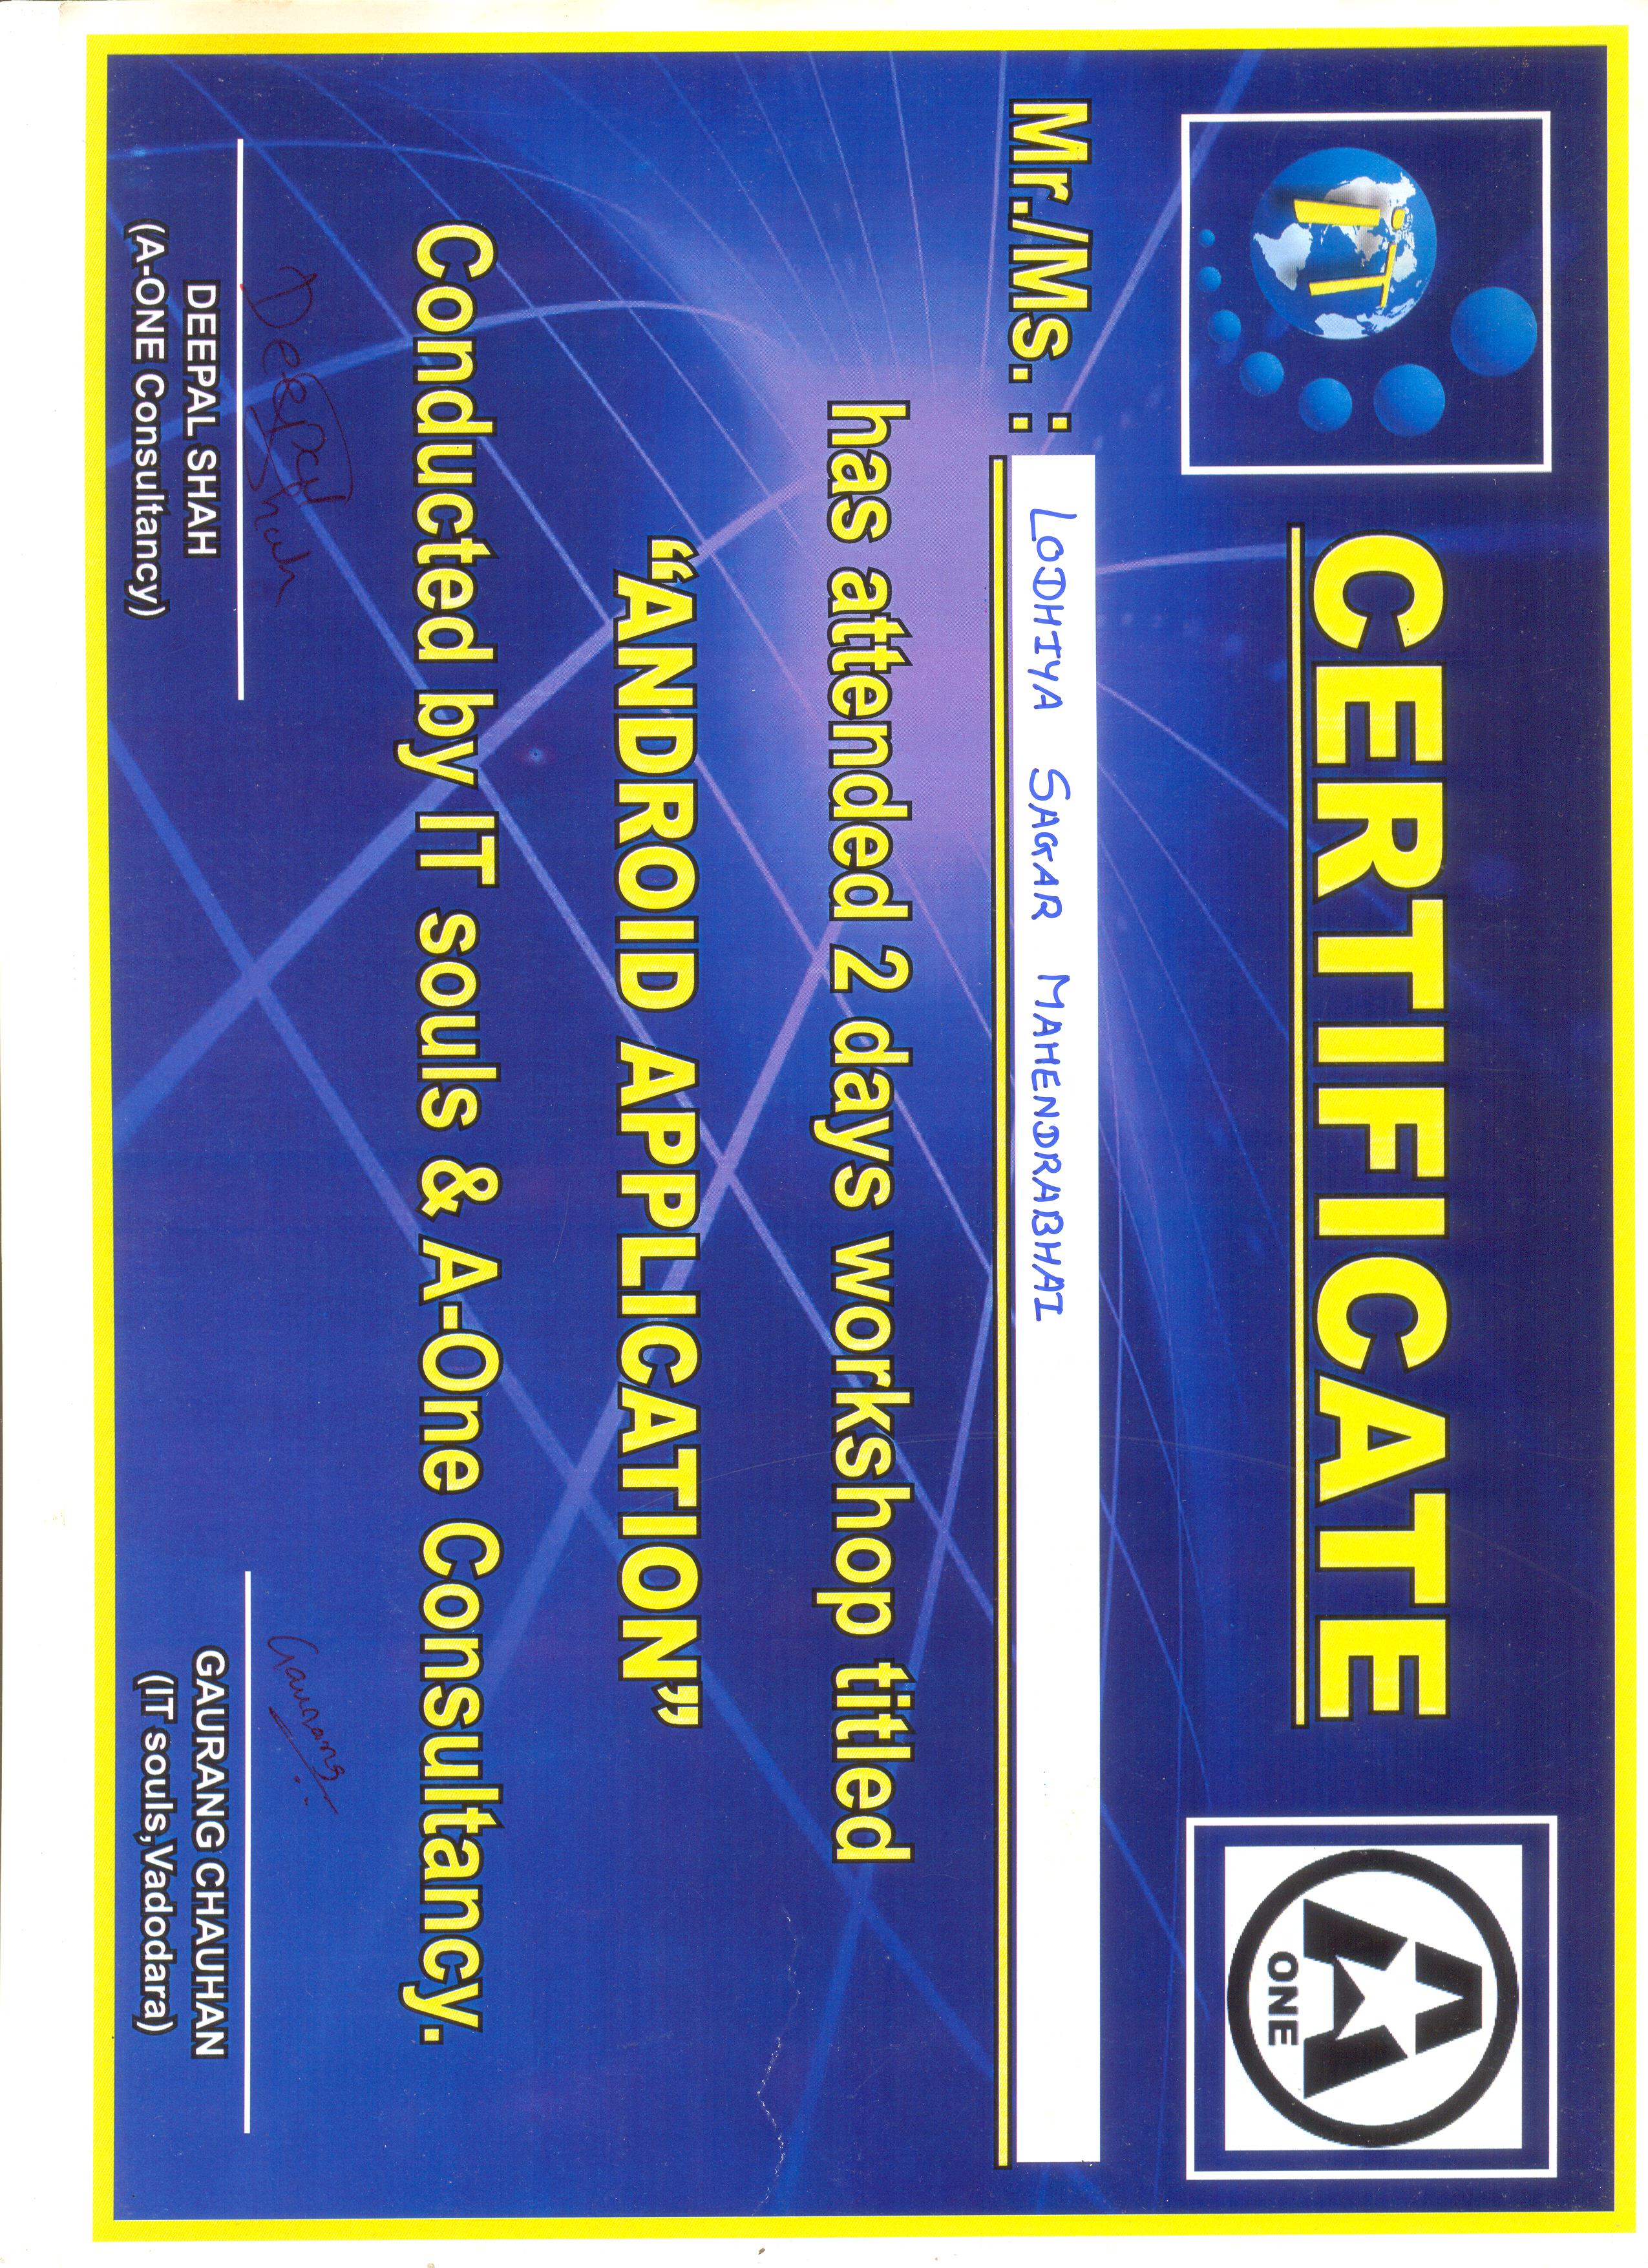 iT
CERTIFICATE
A
ONE
Mr./Ms. : LODHIYA SAGAR MAHENDRABHAI
has attended 2 days workshop titled
“ANDROID APPLICATION”
Conducted by IT souls & A-One Consultancy.
Deepal Shah
Gaurang
DEEPAL SHAH
(A-ONE Consultancy)
GAURANG CHAUHAN
(IT souls,Vadodara)